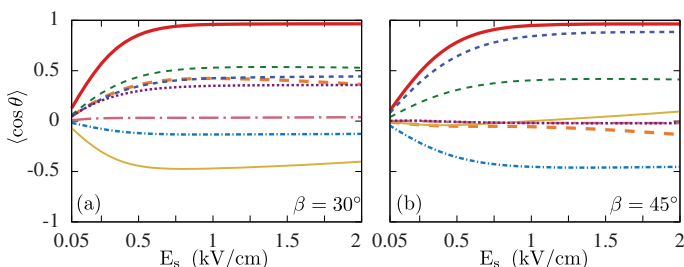 ⟨cos θ⟩
1
0.5
0
-0.5
-1
(a)
β = 30°
(b)
β = 45°
0.05
0.5
1
1.5
2
0.05
0.5
1
1.5
2
E_s (kV/cm)
E_s (kV/cm)